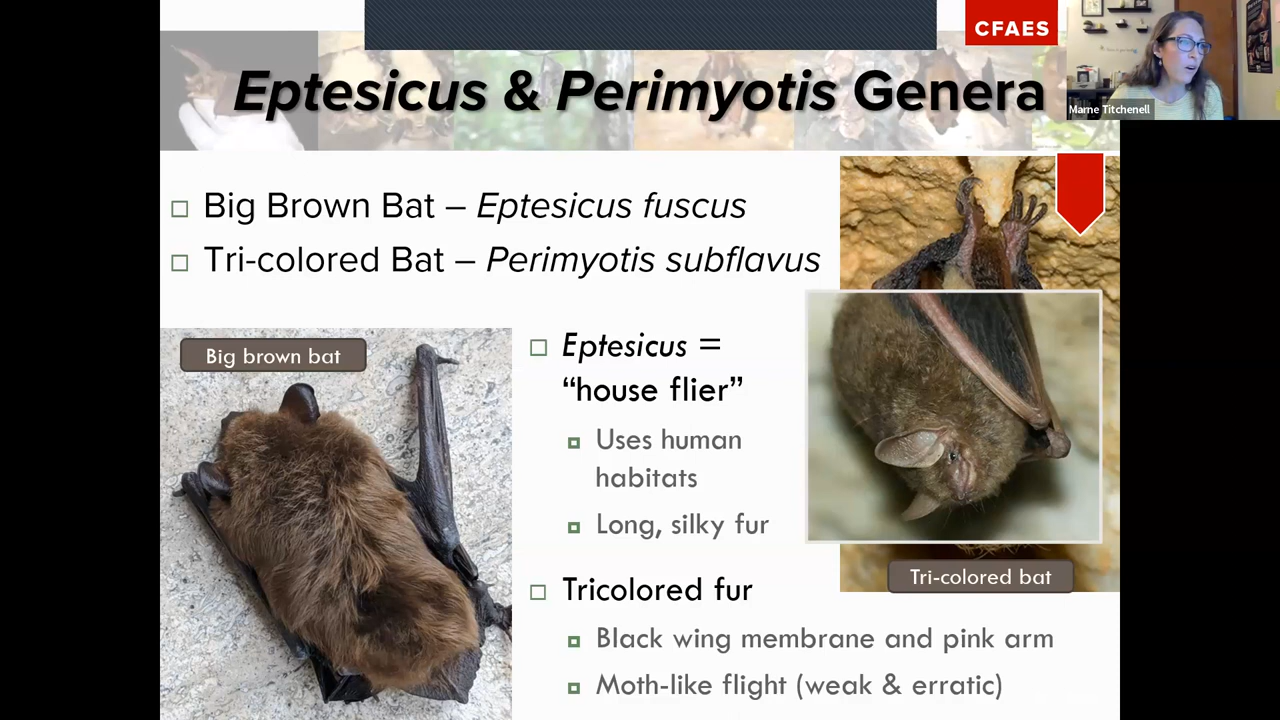 CFAES
Eptesicus & Perimyotis Genera
Marne Titchenell
Big Brown Bat – Eptesicus fuscus
Tri-colored Bat – Perimyotis subflavus
Big brown bat
Eptesicus =
“house flier”
Uses human
habitats
Long, silky fur
Tri-colored bat
Tricolored fur
Black wing membrane and pink arm
Moth-like flight (weak & erratic)